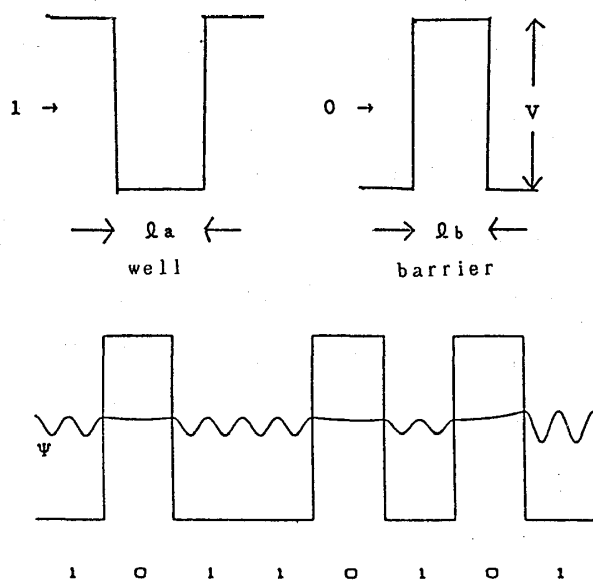 1 → 0 → V
ℓa ℓb
well barrier
Ψ
1 0 1 1 0 1 0 1